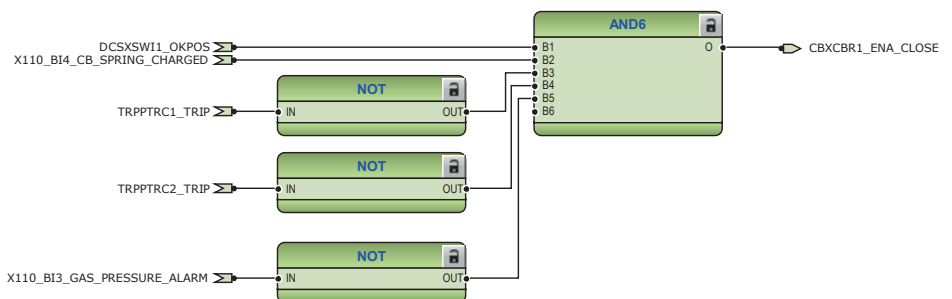 AND6
DCSXSWI1_OKPOS
B1
O
CBXCBR1_ENA_CLOSE
X110_BI4_CB_SPRING_CHARGED
B2
B3
B4
B5
B6
NOT
TRPPTRC1_TRIP
IN
OUT
NOT
TRPPTRC2_TRIP
IN
OUT
NOT
X110_BI3_GAS_PRESSURE_ALARM
IN
OUT